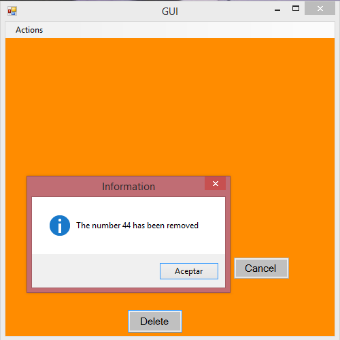 GUI
Actions
Information
The number 44 has been removed
Aceptar
Cancel
Delete